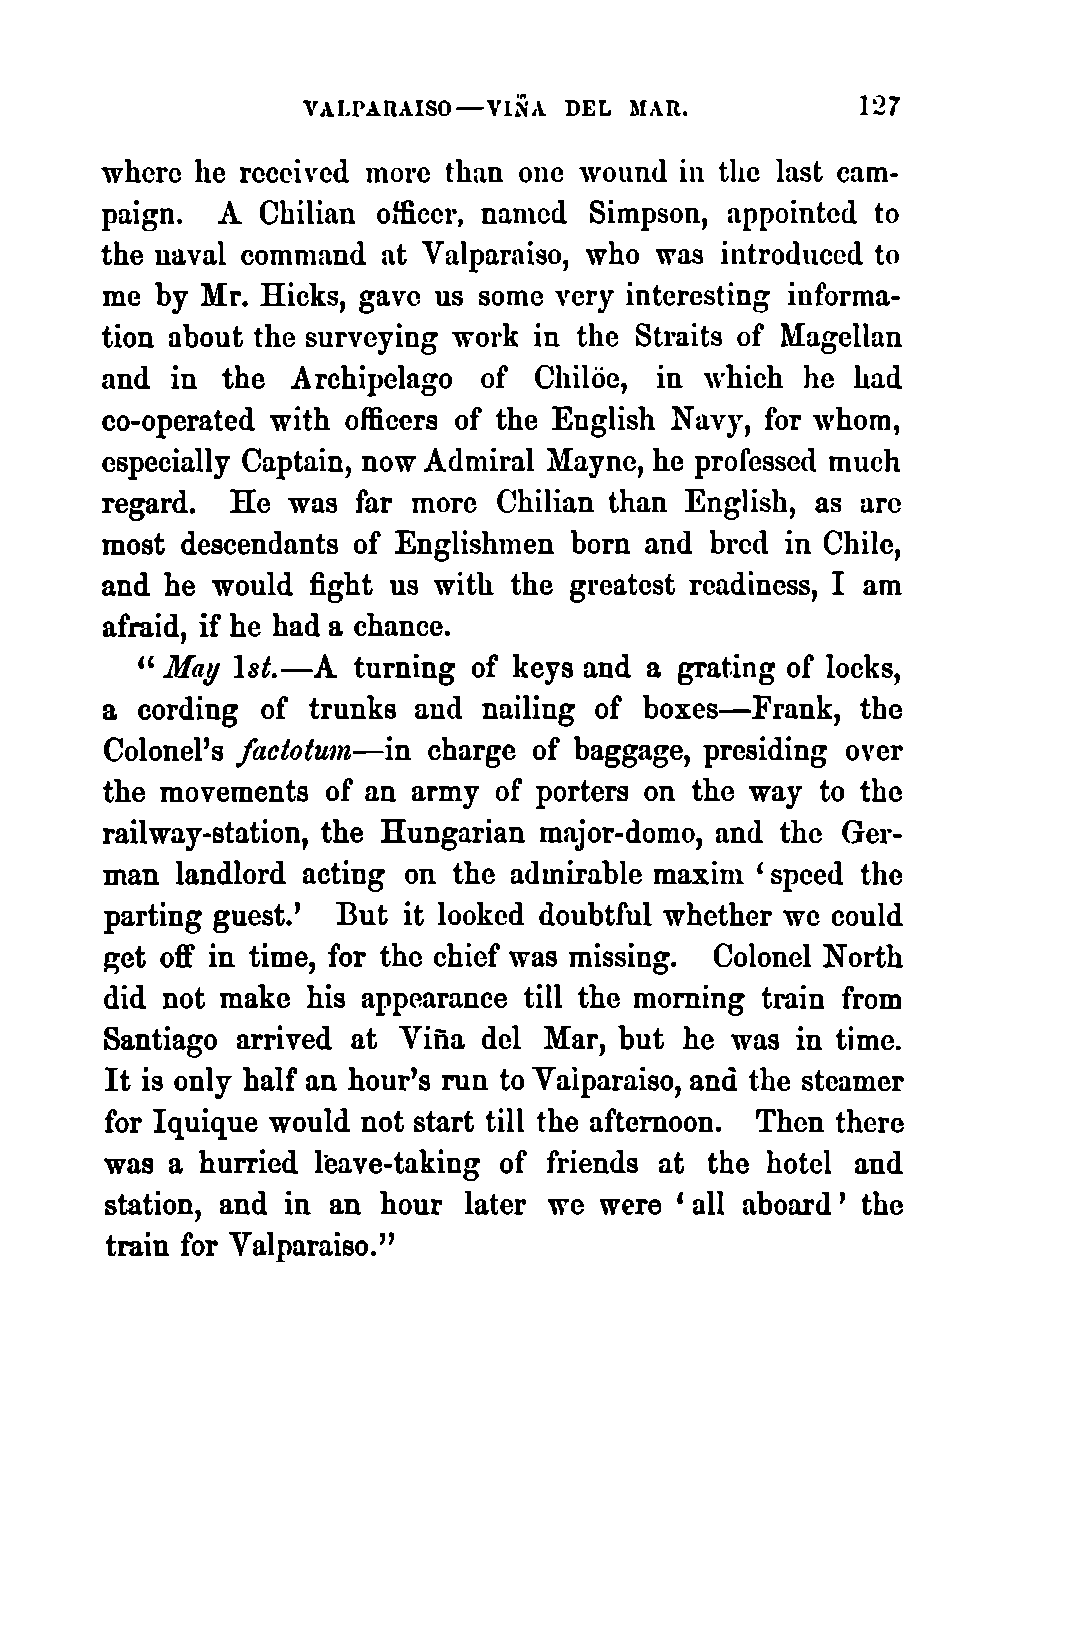 VALPARAISO—VIÑA DEL MAR. 127
where he received more than one wound in the last cam-
paign. A Chilian officer, named Simpson, appointed to
the naval command at Valparaiso, who was introduced to
me by Mr. Hicks, gave us some very interesting informa-
tion about the surveying work in the Straits of Magellan
and in the Archipelago of Chilöe, in which he had
co-operated with officers of the English Navy, for whom,
especially Captain, now Admiral Mayne, he professed much
regard. He was far more Chilian than English, as are
most descendants of Englishmen born and bred in Chile,
and he would fight us with the greatest readiness, I am
afraid, if he had a chance.
“ May 1st.—A turning of keys and a grating of locks,
a cording of trunks and nailing of boxes—Frank, the
Colonel’s factotum—in charge of baggage, presiding over
the movements of an army of porters on the way to the
railway-station, the Hungarian major-domo, and the Ger-
man landlord acting on the admirable maxim ‘ speed the
parting guest.’ But it looked doubtful whether we could
get off in time, for the chief was missing. Colonel North
did not make his appearance till the morning train from
Santiago arrived at Viña del Mar, but he was in time.
It is only half an hour’s run to Valparaiso, and the steamer
for Iquique would not start till the afternoon. Then there
was a hurried leave-taking of friends at the hotel and
station, and in an hour later we were ‘ all aboard ’ the
train for Valparaiso.”